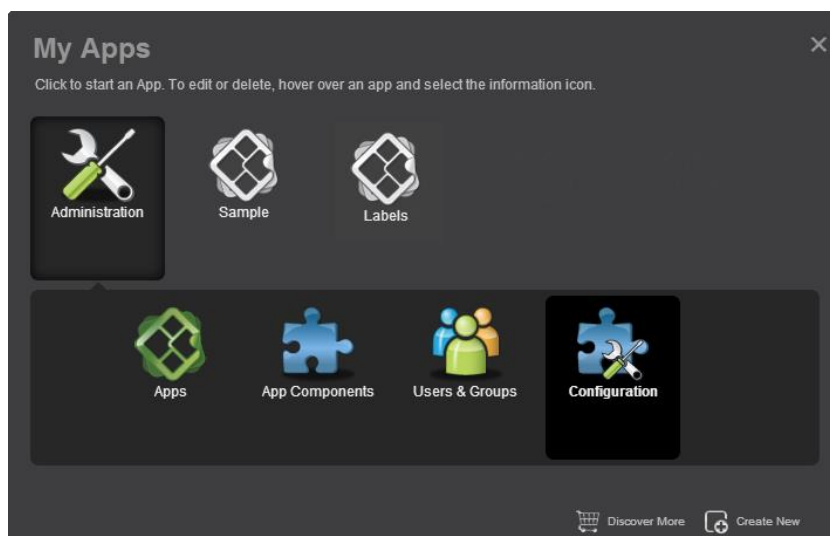 My Apps
Click to start an App. To edit or delete, hover over an app and select the information icon.
Administration
Sample
Labels
Apps
App Components
Users & Groups
Configuration
Discover More
Create New